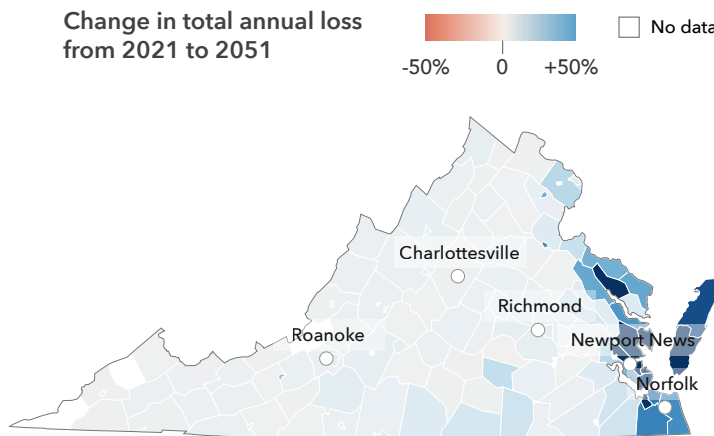 Change in total annual loss
from 2021 to 2051
-50%
0
+50%
No data
Charlottesville
Richmond
Roanoke
Newport News
Norfolk